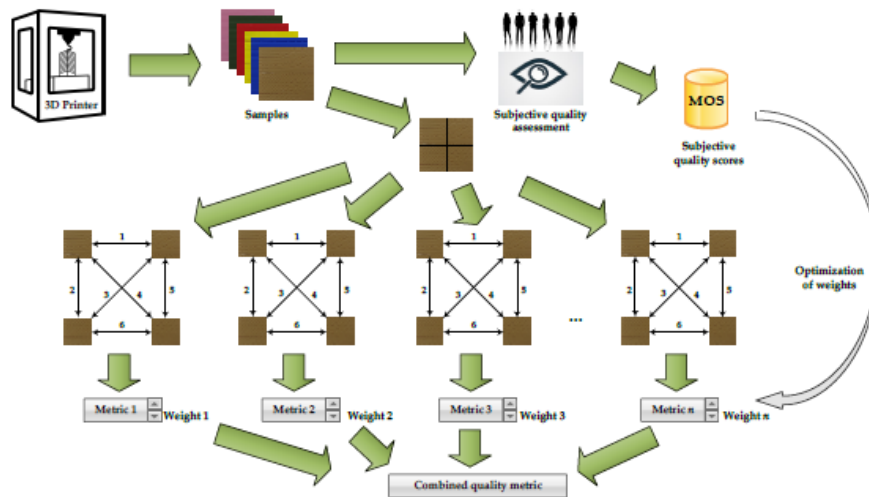 3D Printer
Samples
Subjective quality
assessment
MOS
Subjective
quality scores
Optimization
of weights
1
2
3
4
5
6
1
2
3
4
5
6
1
2
3
4
5
6
...
1
2
3
4
5
6
Metric 1
Weight 1
Metric 2
Weight 2
Metric 3
Weight 3
Metric n
Weight n
Combined quality metric